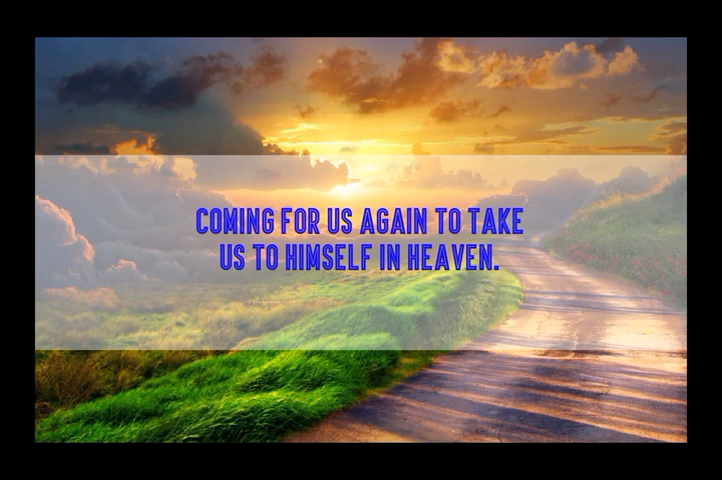 COMING FOR US AGAIN TO TAKE
US TO HIMSELF IN HEAVEN.